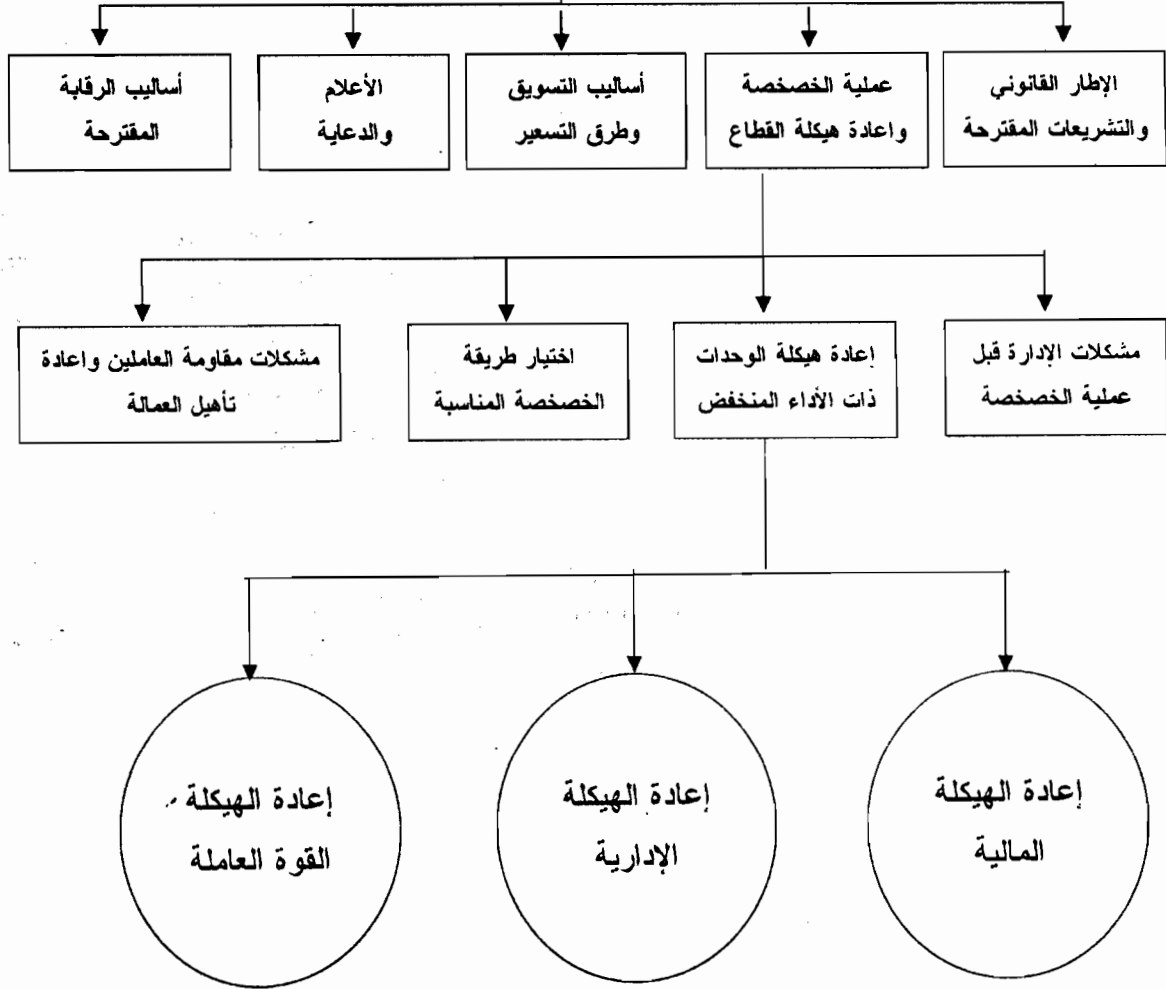 الإطار القانوني
والتشريعات المقترحة
عملية الخصخصة
واعادة هيكلة القطاع
أساليب التسويق
وطرق التسعير
الأعلام
والدعاية
أساليب الرقابة
المقترحة
مشكلات الإدارة قبل
عملية الخصخصة
إعادة هيكلة الوحدات
ذات الأداء المنخفض
اختيار طريقة
الخصخصة المناسبة
مشكلات مقاومة العاملين واعادة
تأهيل العمالة
إعادة الهيكلة
المالية
إعادة الهيكلة
الإدارية
إعادة الهيكلة
القوة العاملة